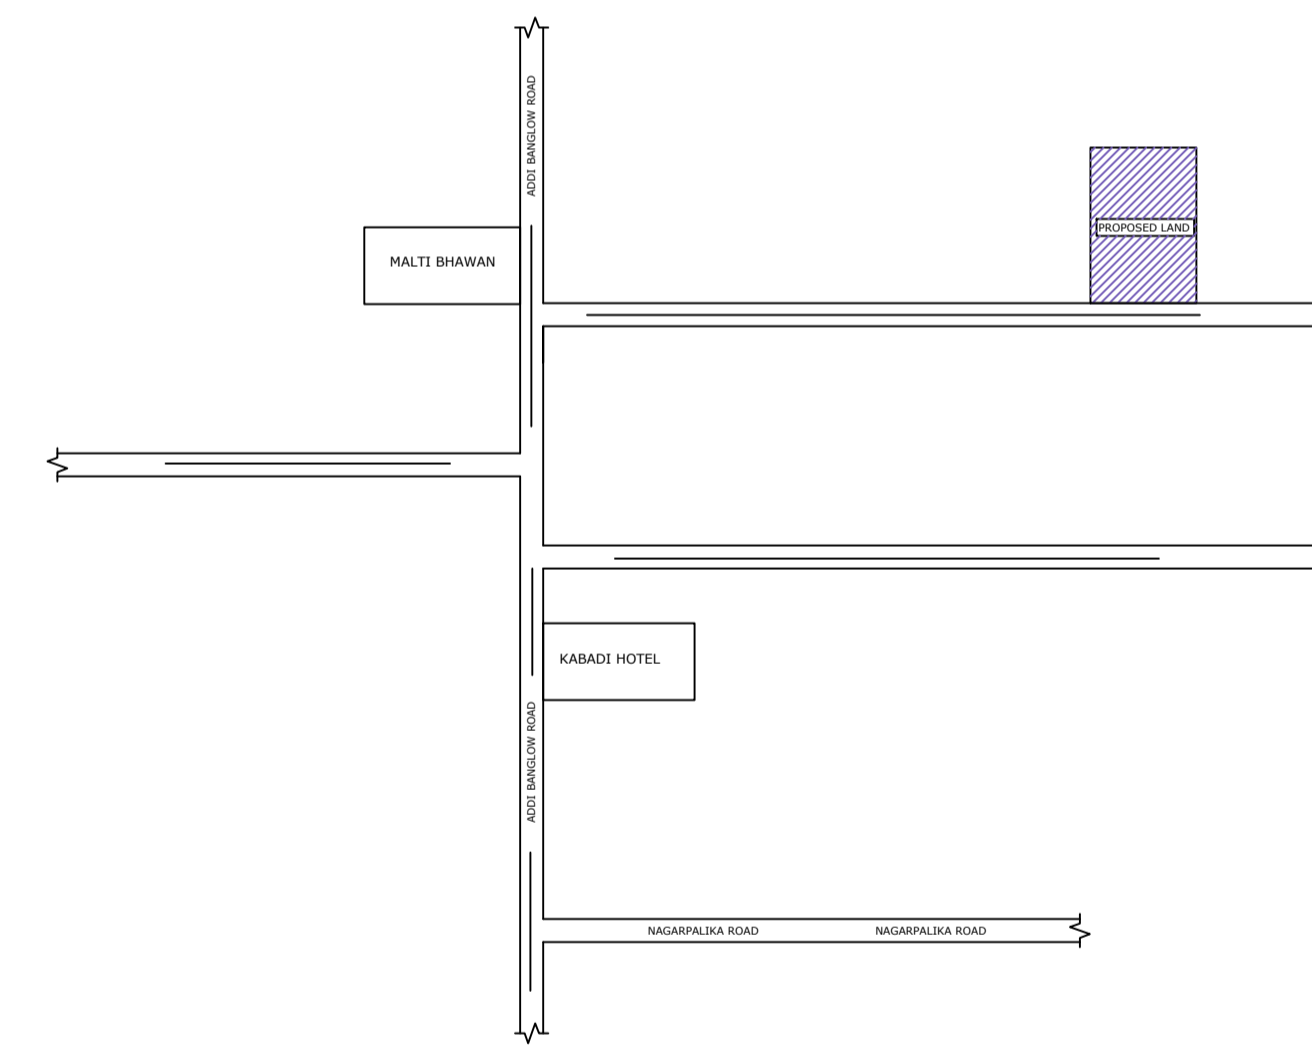 ADDI BANGLOW ROAD
PROPOSED LAND
MALTI BHAWAN
KABADI HOTEL
ADDI BANGLOW ROAD
NAGARPALIKA ROAD NAGARPALIKA ROAD